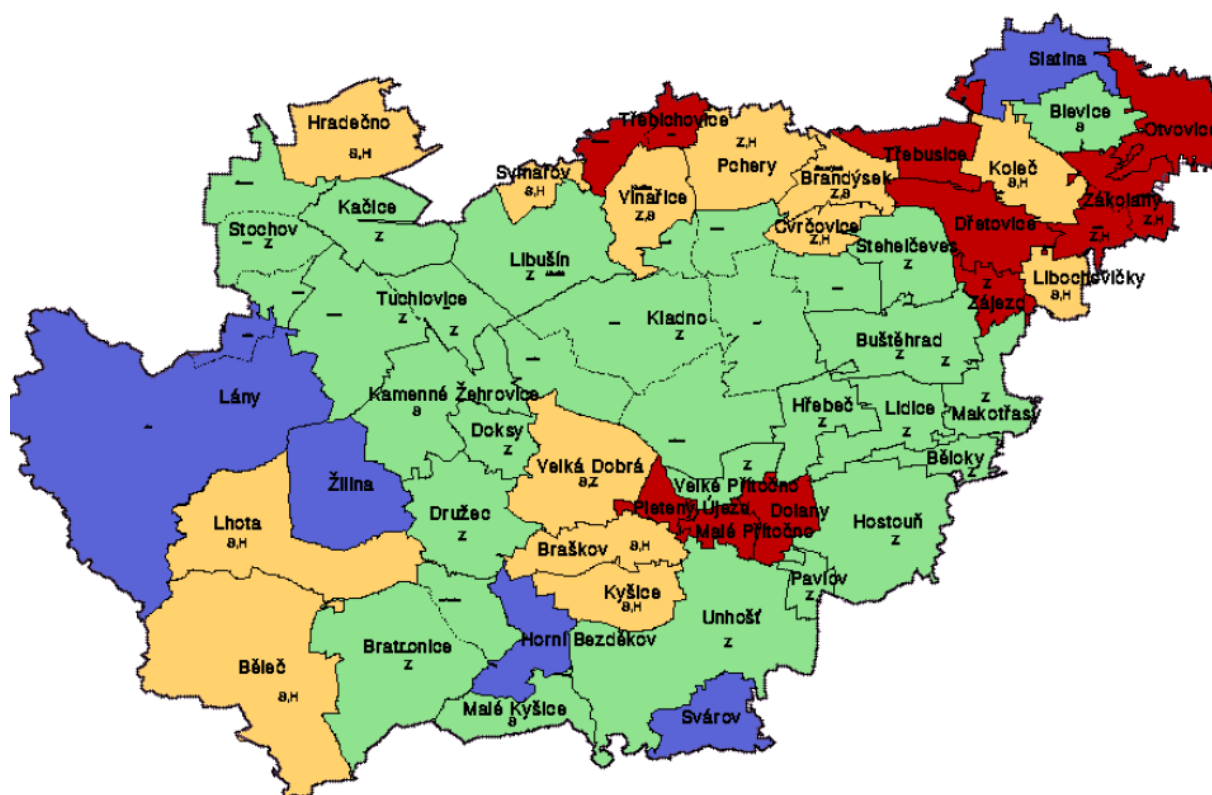 Slatina
Hradečno
a,H
Třebichovice
Blevice
a
Otvovice
z,H
Pchery
Třebusice
Koleč
a,H
Symařov
a,H
Vinařice
z,a
Brandýsek
z,a
Kačice
z
Zákolany
z,H
z,H
Stochov
z
Cvrčovice
z,H
Dřetovice
Stehelčeves
z
Libušín
z
Libochovičky
a,H
z
Zájezd
Tuchlovice
z
z
Kladno
z
Buštěhrad
z
z
Lány
Kamenné Žehrovice
a
Hřebeč
z
Lidice
z
z
Makotřasy
Doksy
z
Velká Dobrá
a,z
z
Velké Přítočno
Běloky
z
Žilina
Pletený Újezd
Dolany
Malé Přítočno
Hostouň
z
Lhota
a,H
Družec
z
Braškov
a,H
Kyšice
a,H
Pavlov
z
Unhošť
z
Horní Bezděkov
Bratronice
z
Běleč
a,H
Malé Kyšice
a
Svárov